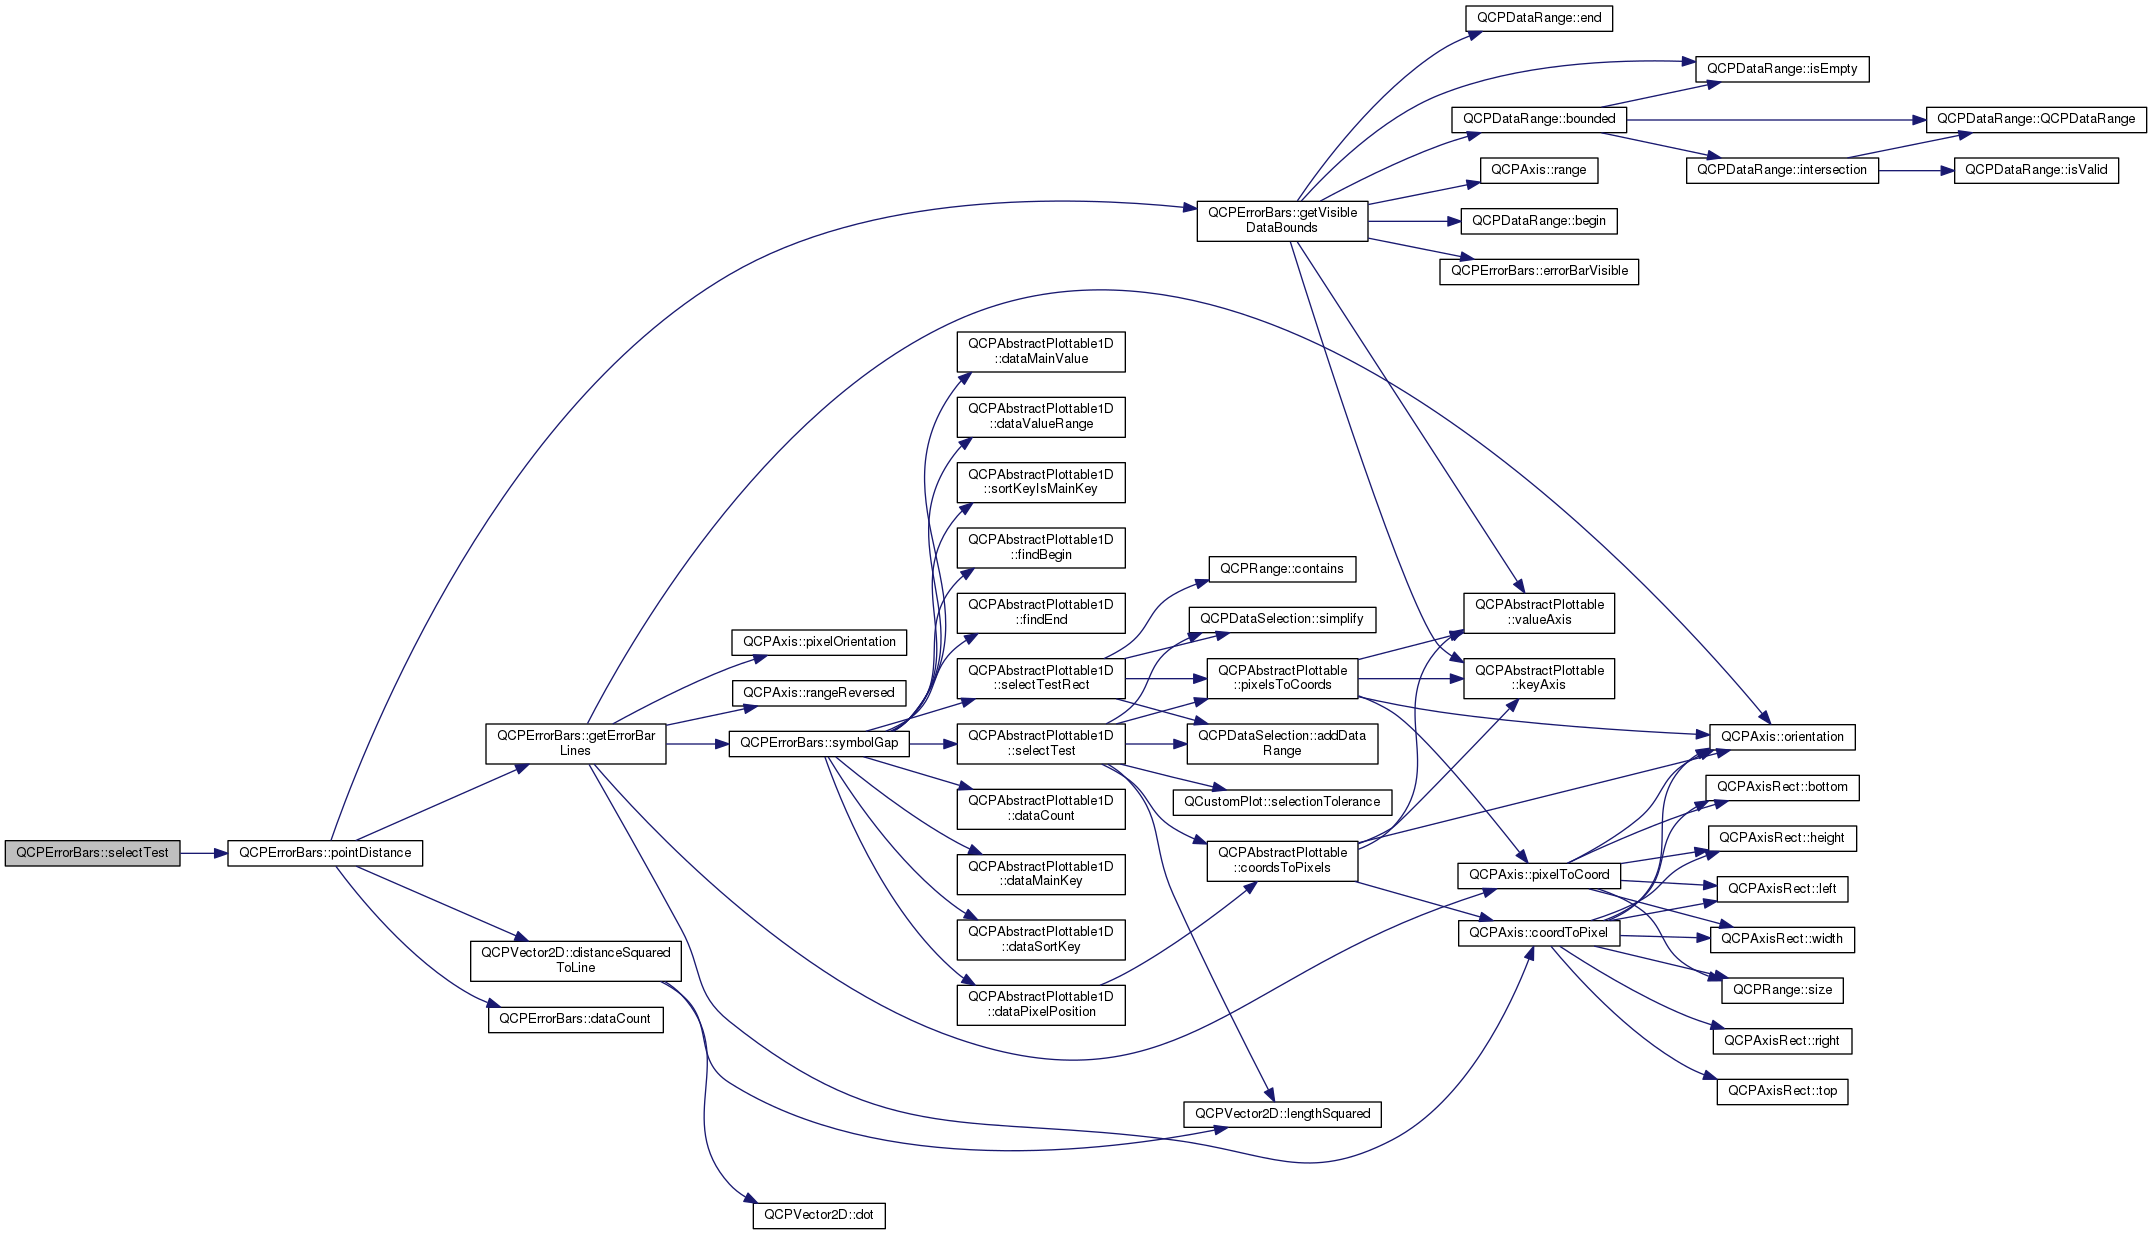 QCPErrorBars::selectTest
QCPErrorBars::pointDistance
QCPErrorBars::getErrorBar
Lines
QCPVector2D::distanceSquared
ToLine
QCPErrorBars::dataCount
QCPAxis::pixelOrientation
QCPAxis::rangeReversed
QCPErrorBars::symbolGap
QCPVector2D::dot
QCPAbstractPlottable1D
::dataMainValue
QCPAbstractPlottable1D
::dataValueRange
QCPAbstractPlottable1D
::sortKeyIsMainKey
QCPAbstractPlottable1D
::findBegin
QCPAbstractPlottable1D
::findEnd
QCPAbstractPlottable1D
::selectTestRect
QCPAbstractPlottable1D
::selectTest
QCPAbstractPlottable1D
::dataCount
QCPAbstractPlottable1D
::dataMainKey
QCPAbstractPlottable1D
::dataSortKey
QCPAbstractPlottable1D
::dataPixelPosition
QCPErrorBars::getVisible
DataBounds
QCPRange::contains
QCPDataSelection::simplify
QCPAbstractPlottable
::pixelsToCoords
QCPDataSelection::addData
Range
QCustomPlot::selectionTolerance
QCPAbstractPlottable
::coordsToPixels
QCPVector2D::lengthSquared
QCPDataRange::end
QCPDataRange::bounded
QCPAxis::range
QCPDataRange::begin
QCPErrorBars::errorBarVisible
QCPAbstractPlottable
::valueAxis
QCPAbstractPlottable
::keyAxis
QCPAxis::pixelToCoord
QCPAxis::coordToPixel
QCPDataRange::isEmpty
QCPDataRange::intersection
QCPAxis::orientation
QCPAxisRect::bottom
QCPAxisRect::height
QCPAxisRect::left
QCPAxisRect::width
QCPRange::size
QCPAxisRect::right
QCPAxisRect::top
QCPDataRange::QCPDataRange
QCPDataRange::isValid